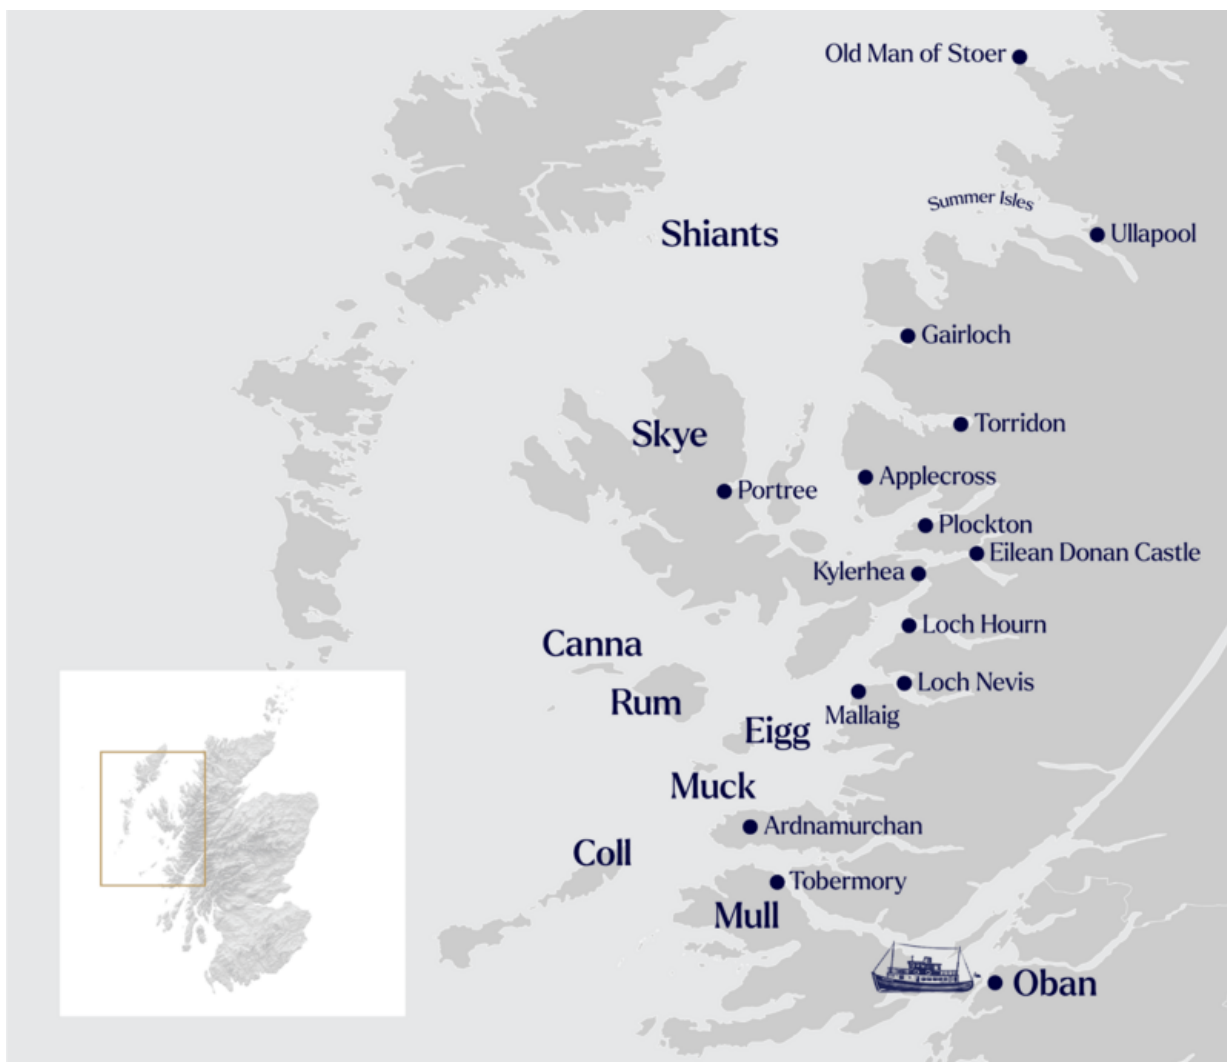 Old Man of Stoer
Summer Isles
Shiants
Ullapool
Gairloch
Torridon
Skye
Applecross
Portree
Plockton
Eilean Donan Castle
Kylerhea
Loch Hourn
Canna
Loch Nevis
Rum
Mallaig
Eigg
Muck
Ardnamurchan
Coll
Tobermory
Mull
Oban